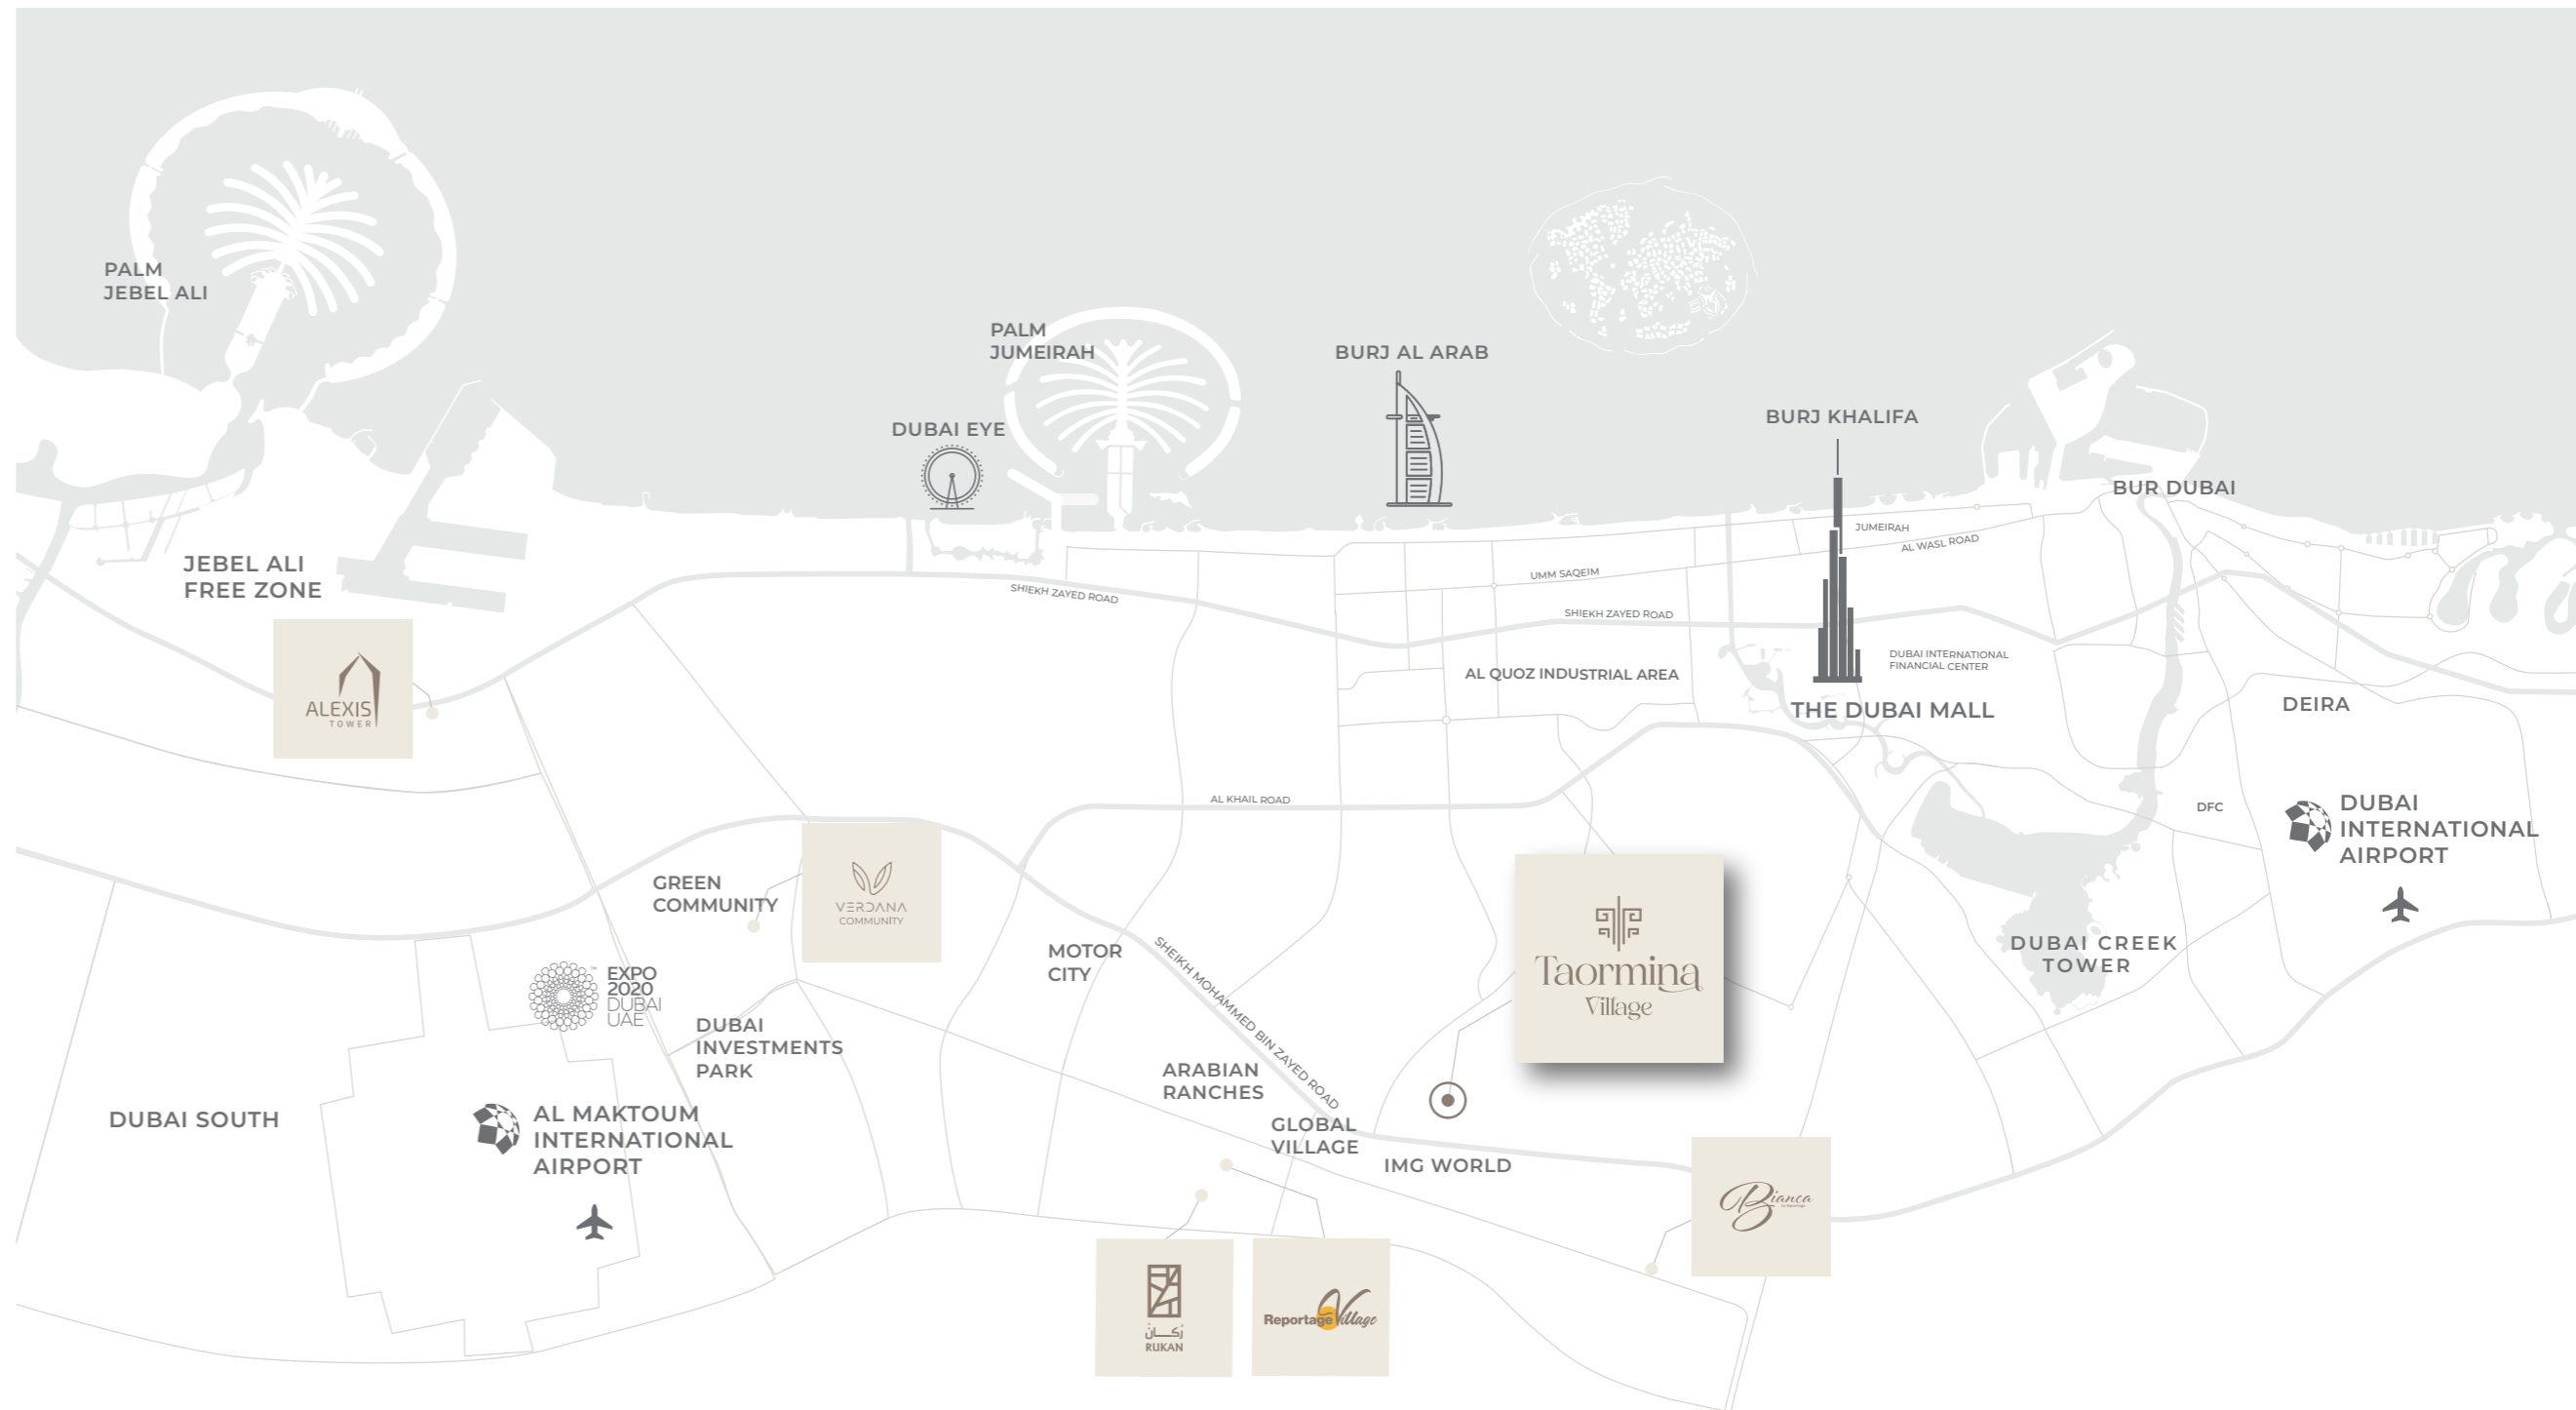 PALM
JEBEL ALI
PALM
JUMEIRAH
BURJ AL ARAB
DUBAI EYE
BURJ KHALIFA
BUR DUBAI
JUMEIRAH
AL WASL ROAD
JEBEL ALI
FREE ZONE
SHIEKH ZAYED ROAD
UMM SAQEIM
SHIEKH ZAYED ROAD
ALEXIS
TOWER
AL QUOZ INDUSTRIAL AREA
DUBAI INTERNATIONAL
FINANCIAL CENTER
THE DUBAI MALL
DEIRA
AL KHAIL ROAD
DFC
DUBAI
INTERNATIONAL
AIRPORT
GREEN
COMMUNITY
VERDANA
COMMUNITY
MOTOR
CITY
SHEIKH MOHAMMED BIN ZAYED ROAD
Taormina
Village
DUBAI CREEK
TOWER
EXPO
2020
DUBAI
UAE
™
DUBAI
INVESTMENTS
PARK
ARABIAN
RANCHES
DUBAI SOUTH
AL MAKTOUM
INTERNATIONAL
AIRPORT
GLOBAL
VILLAGE
IMG WORLD
Bianca
by Reportage
رُكــانْ
RUKAN
Reportage Village